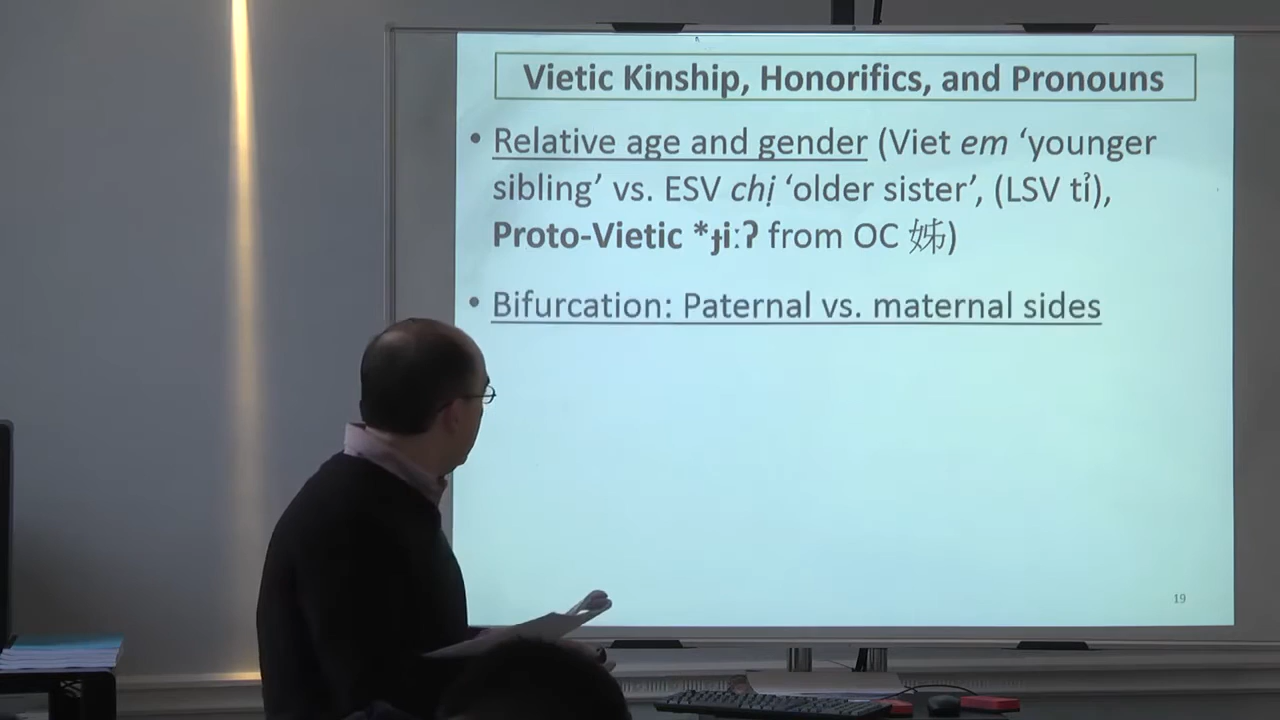 Vietic Kinship, Honorifics, and Pronouns
• Relative age and gender (Viet em ‘younger
sibling’ vs. ESV chị ‘older sister’, (LSV tỉ),
Proto-Vietic *ɟiːʔ from OC 姊)
• Bifurcation: Paternal vs. maternal sides
19